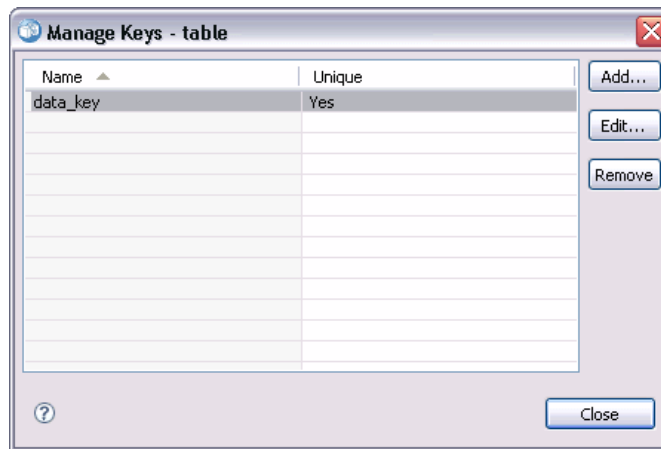 Manage Keys - table
Name Unique
data_key Yes
Add...
Edit...
Remove
?
Close